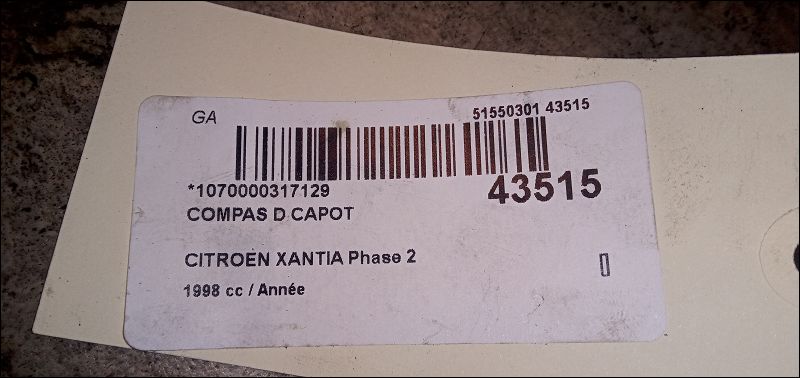 GA
51550301 43515
*1070000317129
43515
COMPAS D CAPOT
CITROEN XANTIA Phase 2
1998 cc / Année